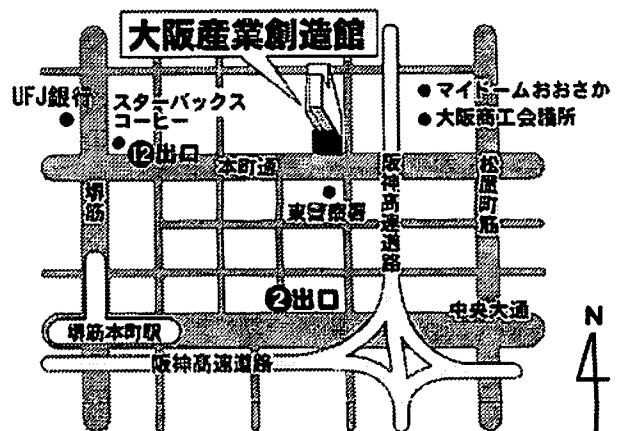 大阪産業創造館
UFJ銀行
スターバックス
コーヒー
⑫出口
マイドームおおさか
大阪商工会議所
本町通
堺筋
阪神高速道路
松屋町筋
東警察署
❷出口
中央大通
堺筋本町駅
阪神高速道路
N